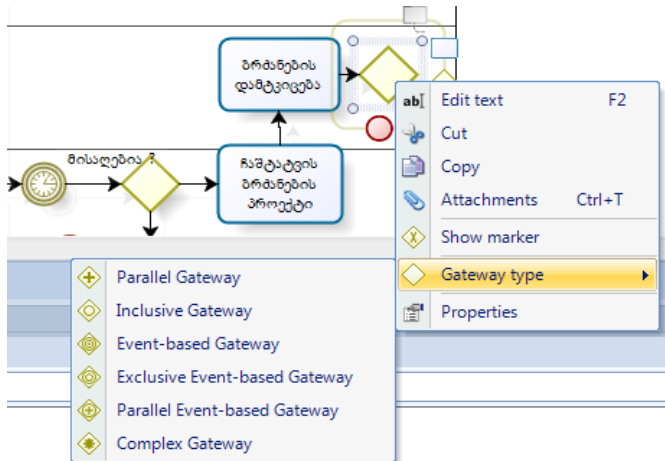 ბრძანების
დამტკიცება
მისაღებია ?
ჩაშტატვის
ბრძანების
პროექტი
Edit text F2
Cut
Copy
Attachments Ctrl+T
Show marker
Gateway type
Properties
Parallel Gateway
Inclusive Gateway
Event-based Gateway
Exclusive Event-based Gateway
Parallel Event-based Gateway
Complex Gateway